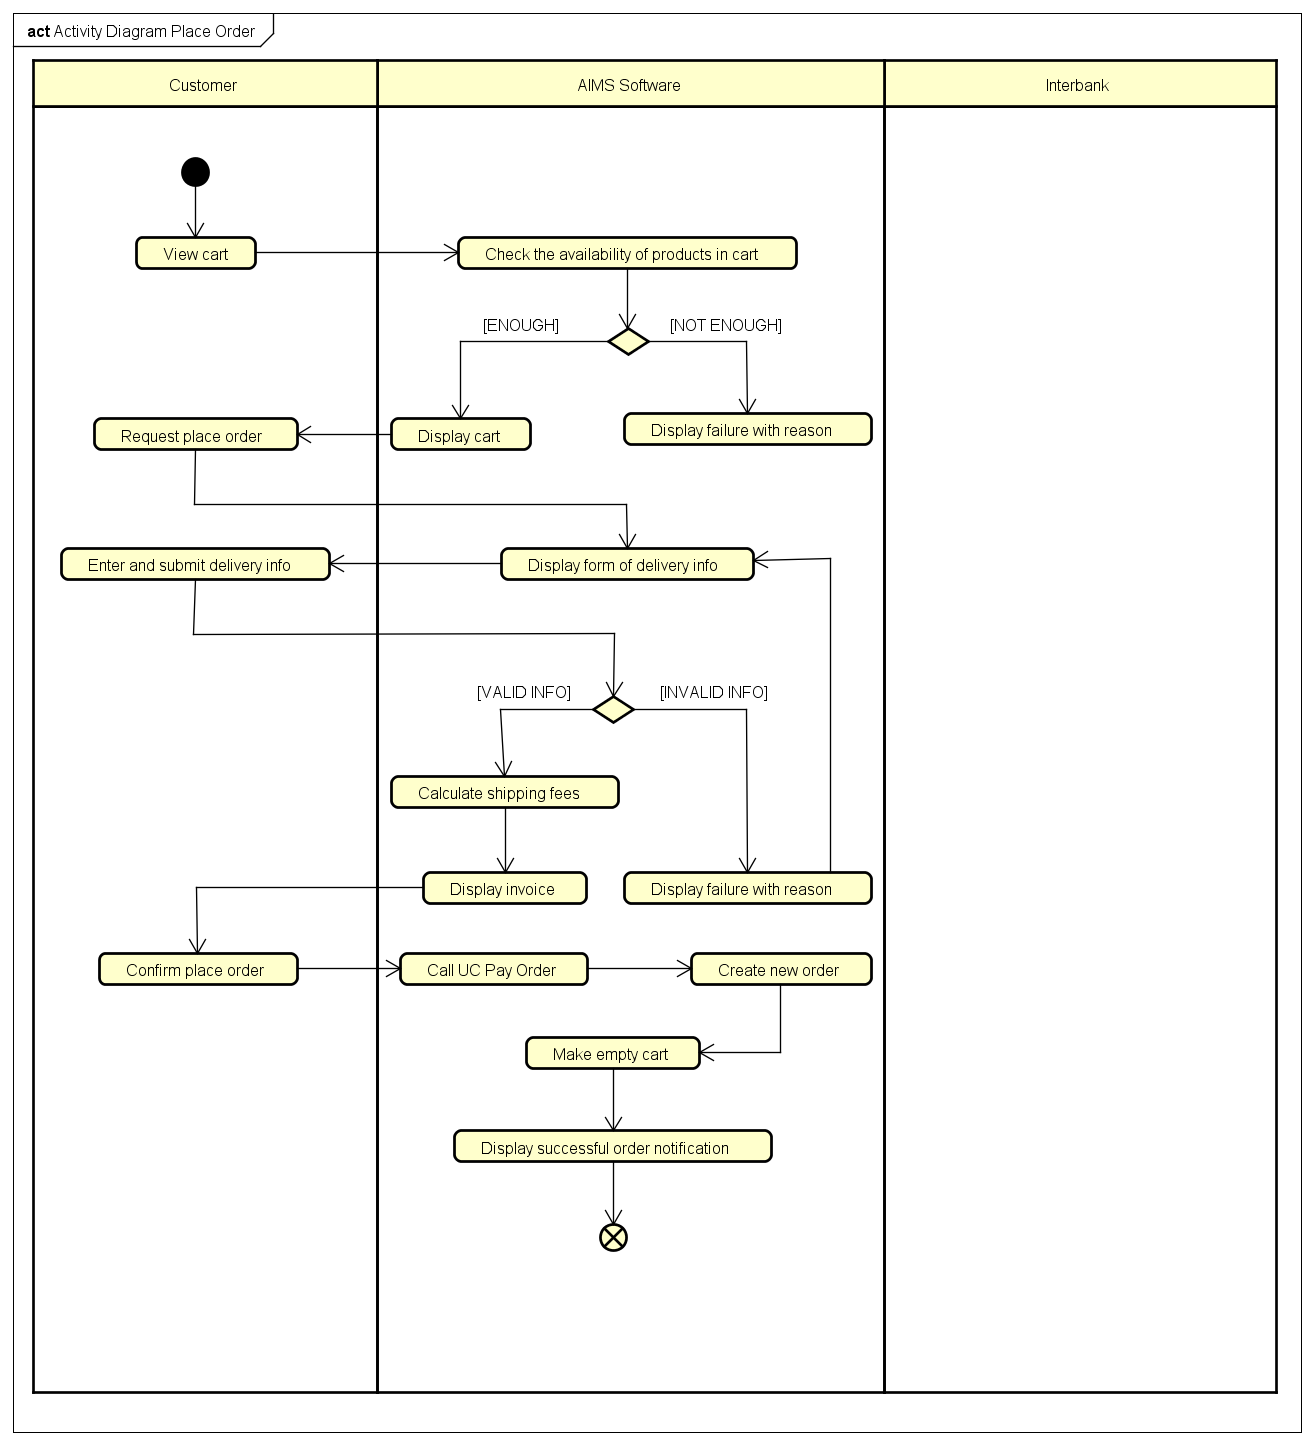 act Activity Diagram Place Order
Customer
AIMS Software
Interbank
View cart
Check the availability of products in cart
[ENOUGH]
[NOT ENOUGH]
Request place order
Display cart
Display failure with reason
Enter and submit delivery info
Display form of delivery info
[VALID INFO]
[INVALID INFO]
Calculate shipping fees
Display invoice
Display failure with reason
Confirm place order
Call UC Pay Order
Create new order
Make empty cart
Display successful order notification